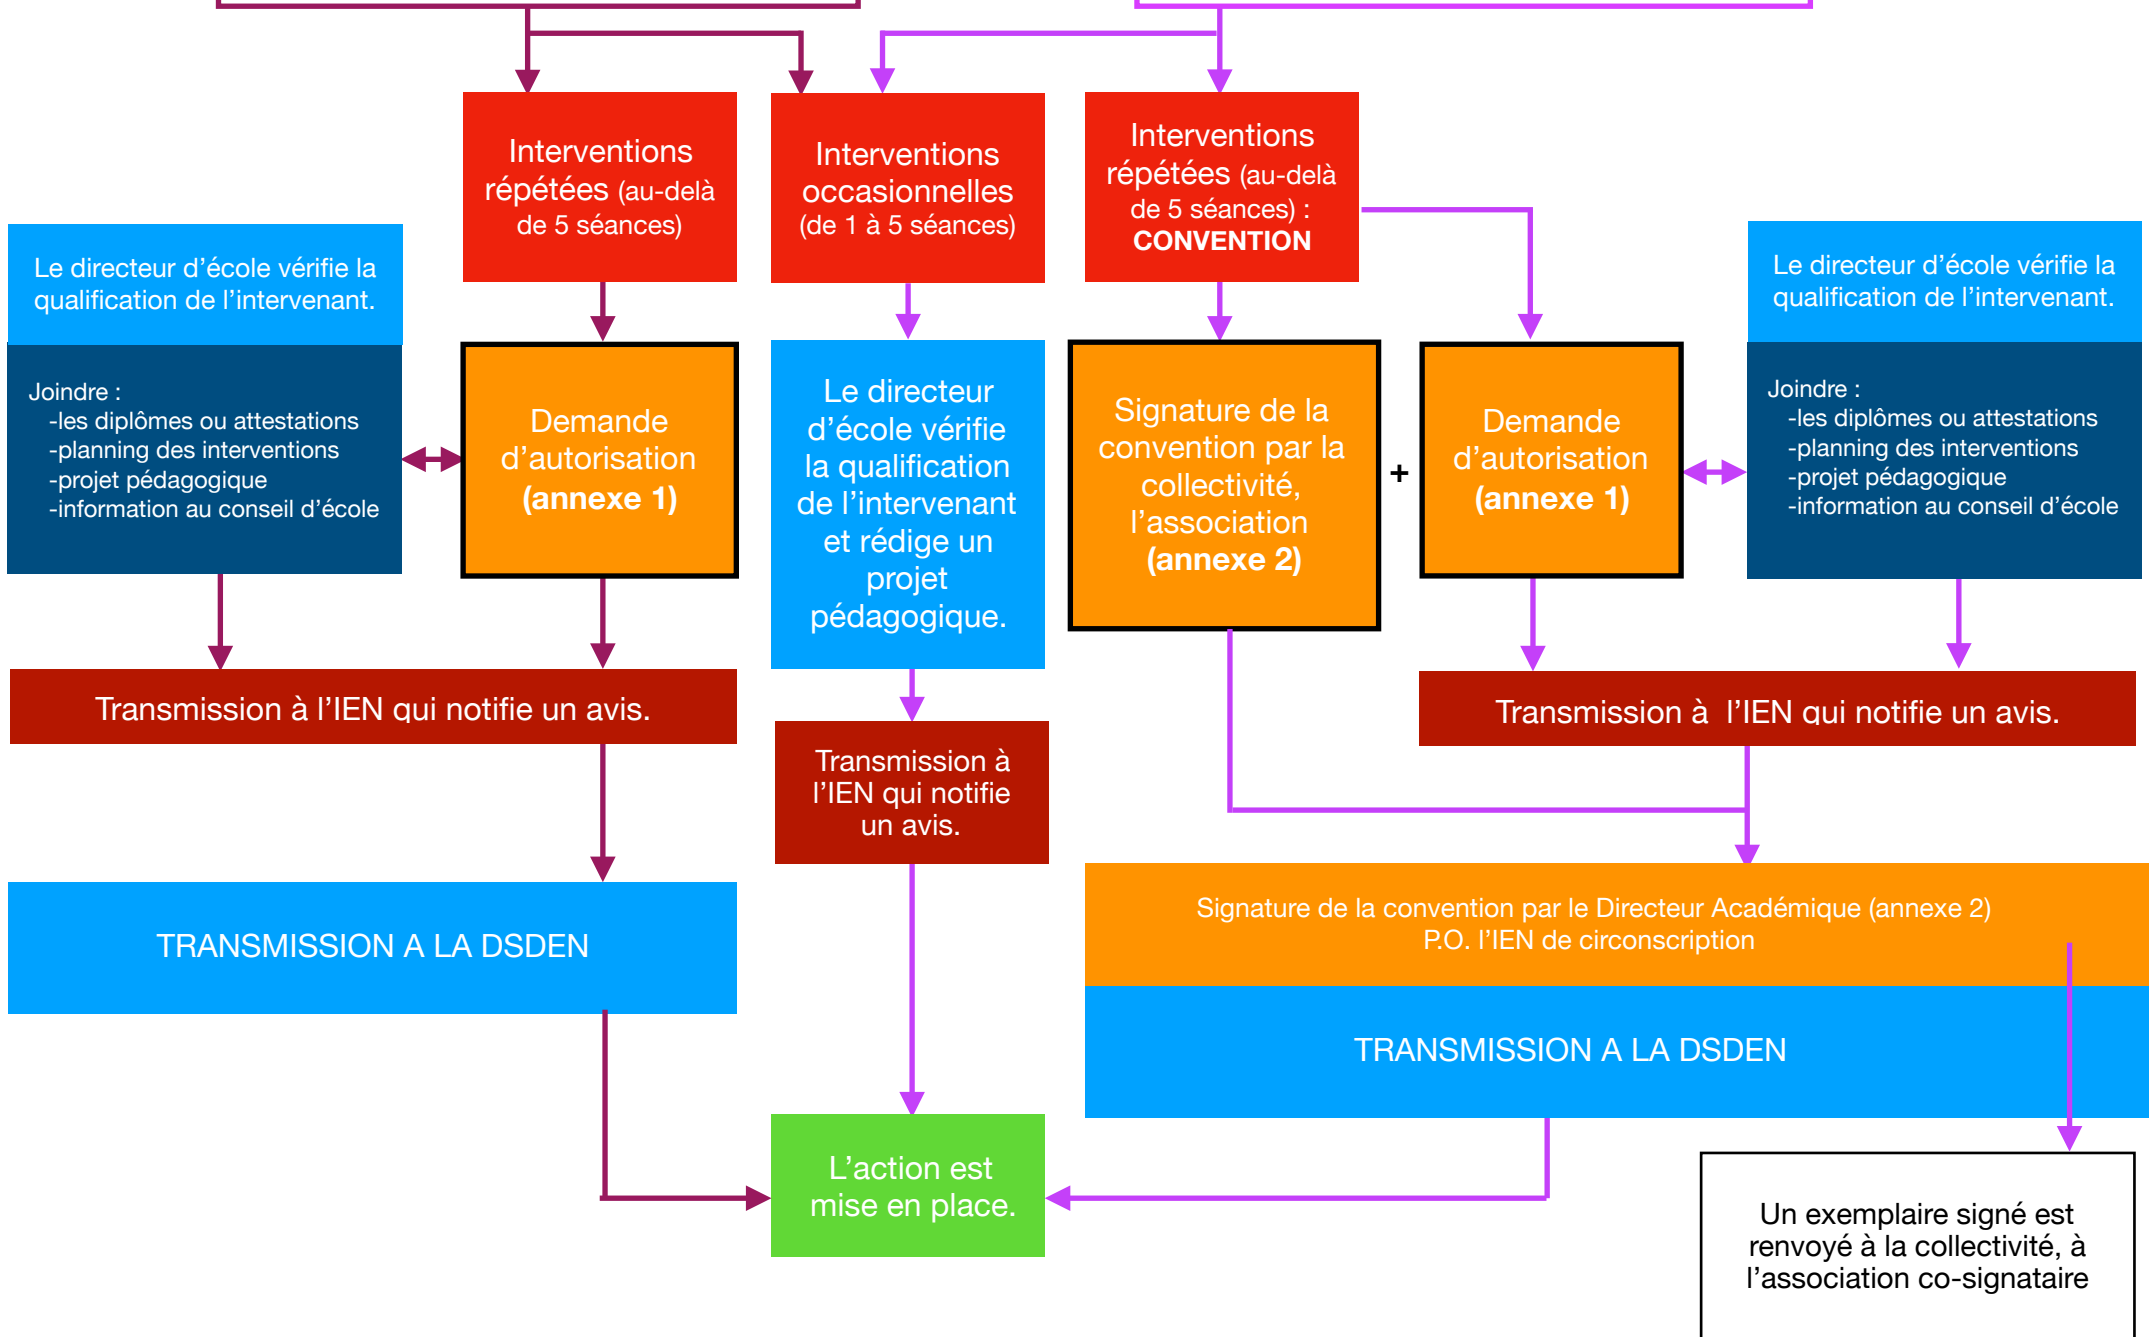 Interventions
répétées (au-delà
de 5 séances)
Interventions
occasionnelles
(de 1 à 5 séances)
Interventions
répétées (au-delà
de 5 séances) :
CONVENTION
Le directeur d’école vérifie la
qualification de l’intervenant.
Joindre :
-les diplômes ou attestations
-planning des interventions
-projet pédagogique
-information au conseil d’école
Demande
d’autorisation
(annexe 1)
Le directeur
d’école vérifie
la qualification
de l’intervenant
et rédige un
projet
pédagogique.
Signature de la
convention par la
collectivité,
l’association
(annexe 2)
+
Demande
d’autorisation
(annexe 1)
Le directeur d’école vérifie la
qualification de l’intervenant.
Joindre :
-les diplômes ou attestations
-planning des interventions
-projet pédagogique
-information au conseil d’école
Transmission à l’IEN qui notifie un avis.
Transmission à
l’IEN qui notifie
un avis.
Transmission à  l’IEN qui notifie un avis.
TRANSMISSION A LA DSDEN
Signature de la convention par le Directeur Académique (annexe 2)
P.O. l’IEN de circonscription
TRANSMISSION A LA DSDEN
L’action est
mise en place.
Un exemplaire signé est
renvoyé à la collectivité, à
l’association co-signataire